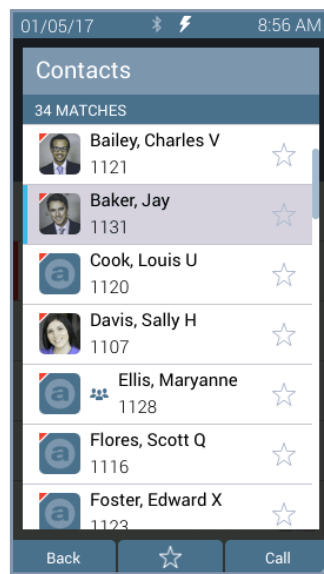 01/05/17 8:56 AM
Contacts
34 MATCHES
Bailey, Charles V
1121
Baker, Jay
1131
a
Cook, Louis U
1120
Davis, Sally H
1107
a
Ellis, Maryanne
1128
a
Flores, Scott Q
1116
a
Foster, Edward X
1123
Back Call